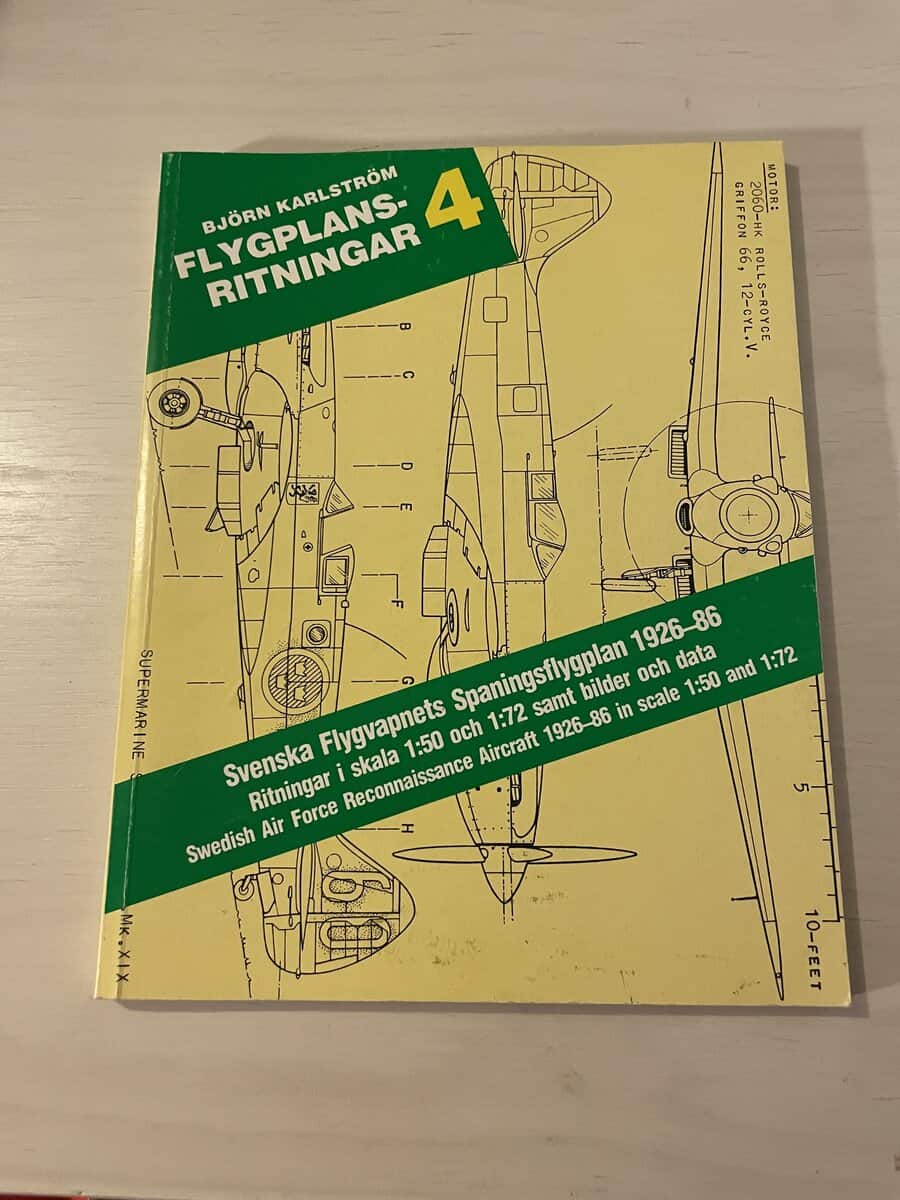 BJÖRN KARLSTRÖM
FLYGPLANS-
RITNINGAR
4
MOTOR:
2060-HK ROLLS-ROYCE
GRIFFON 66, 12-CYL.V.
B
C
D
E
F
G
H
Svenska Flygvapnets Spaningsflygplan 1926–86
Ritningar i skala 1:50 och 1:72 samt bilder och data
Swedish Air Force Reconnaissance Aircraft 1926–86 in scale 1:50 and 1:72
SUPERMARINE S
MK.XIX
5
10-FEET